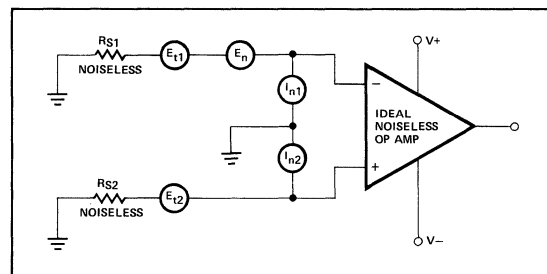 RS1
NOISELESS
Et1
En
In1
In2
RS2
NOISELESS
Et2
−
+
IDEAL
NOISELESS
OP AMP
V+
V−